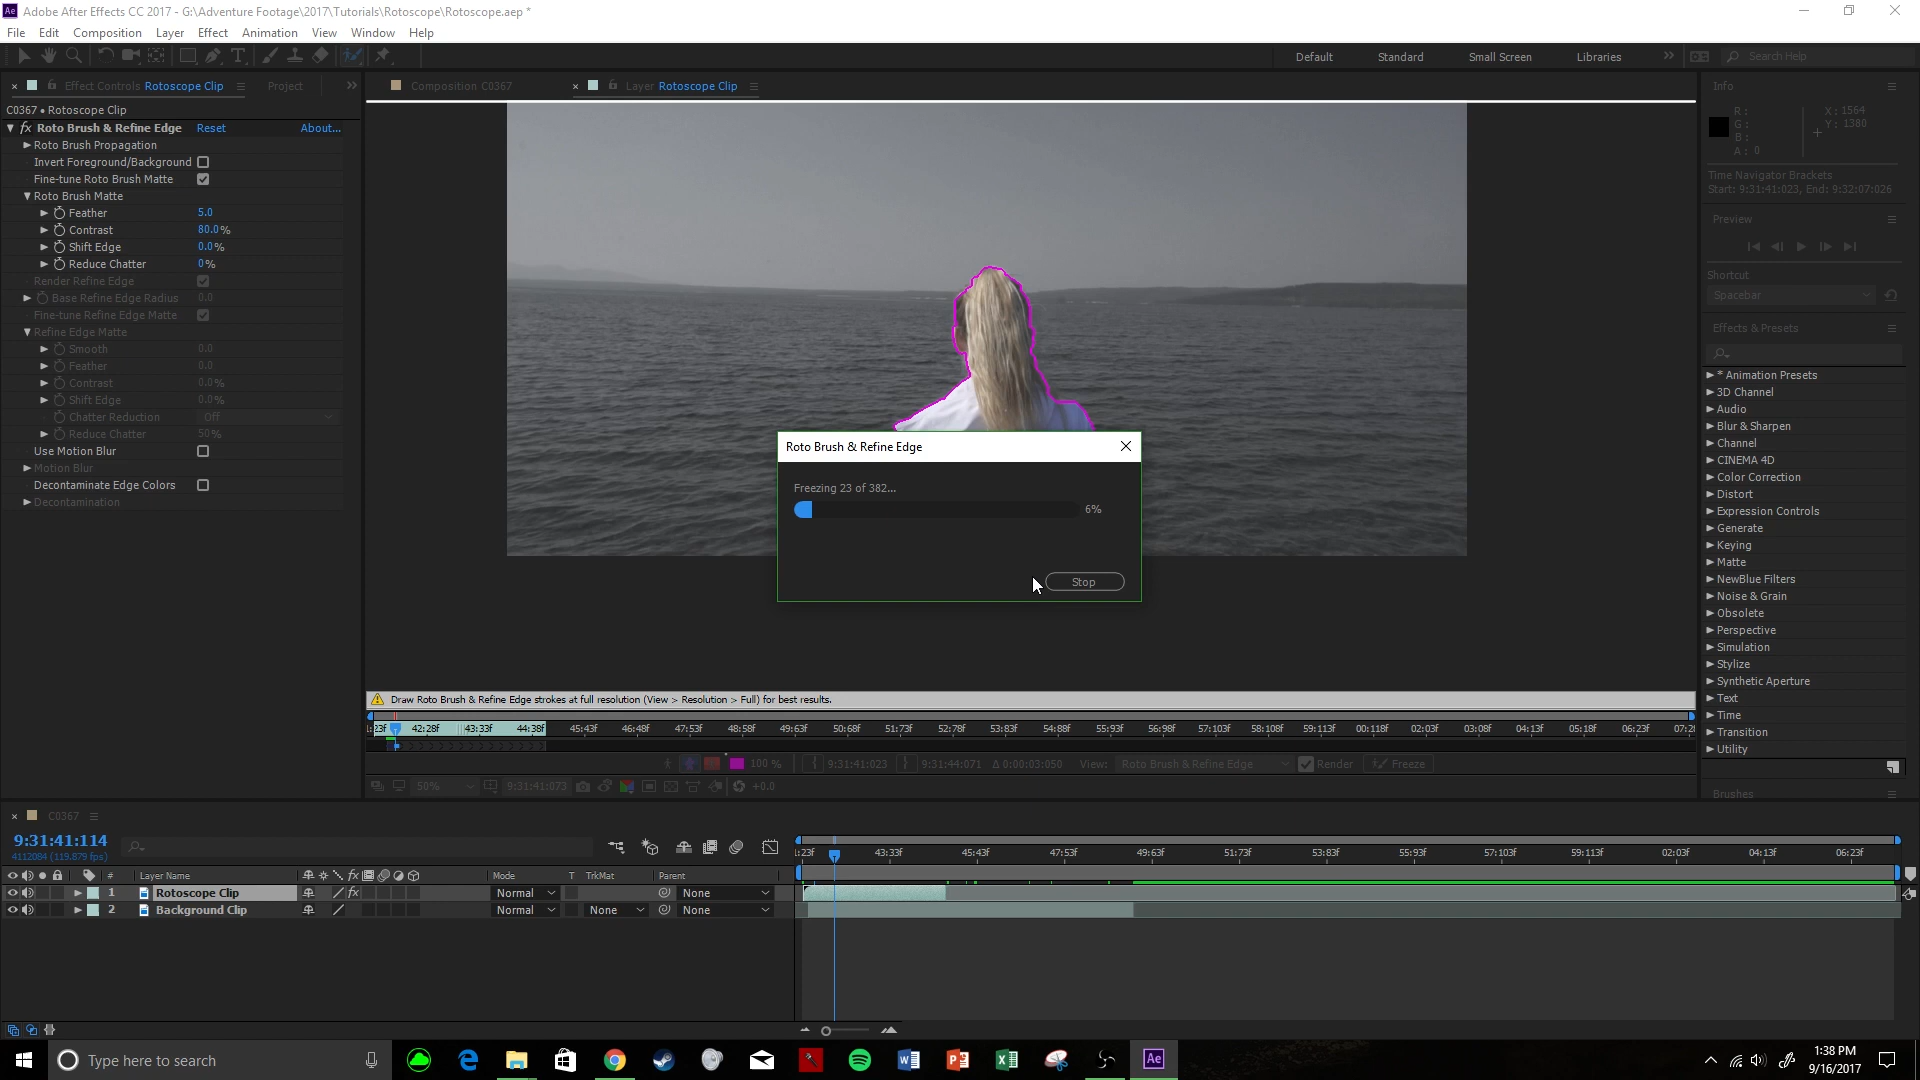 Ae Adobe After Effects CC 2017 - G:\Adventure Footage\2017\Tutorials\Rotoscope\Rotoscope.aep *
File Edit Composition Layer Effect Animation View Window Help
Default Standard Small Screen Libraries Search Help
Effect Controls Rotoscope Clip Project Composition C0367 Layer Rotoscope Clip
C0367 • Rotoscope Clip
fx Roto Brush & Refine Edge Reset About...
Roto Brush Propagation
Invert Foreground/Background
Fine-tune Roto Brush Matte
Roto Brush Matte
Feather 5.0
Contrast 80.0%
Shift Edge 0.0%
Reduce Chatter 0%
Render Refine Edge
Base Refine Edge Radius 0.0
Fine-tune Refine Edge Matte
Refine Edge Matte
Smooth 0.0
Feather 0.0
Contrast 0.0%
Shift Edge 0.0%
Chatter Reduction Off
Reduce Chatter 50%
Use Motion Blur
Motion Blur
Decontaminate Edge Colors
Decontamination
Roto Brush & Refine Edge
Freezing 23 of 382...
6%
Stop
Info
R: X: 1564
G: Y: 1380
B:
A: 0
Time Navigator Brackets
Start: 9:31:41:023, End: 9:32:07:026
Preview
Shortcut
Spacebar
Effects & Presets
* Animation Presets
3D Channel
Audio
Blur & Sharpen
Channel
CINEMA 4D
Color Correction
Distort
Expression Controls
Generate
Keying
Matte
NewBlue Filters
Noise & Grain
Obsolete
Perspective
Simulation
Stylize
Synthetic Aperture
Text
Time
Transition
Utility
Brushes
Draw Roto Brush & Refine Edge strokes at full resolution (View > Resolution > Full) for best results.
42:28f 43:33f 44:38f 45:43f 46:48f 47:53f 48:58f 49:63f 50:68f 51:73f 52:78f 53:83f 54:88f 55:93f 56:98f 57:103f 58:108f 59:113f 00:118f 02:03f 03:08f 04:13f 05:18f 06:23f
100 % 9:31:41:023 9:31:44:071 Δ 0:00:03:050 View: Roto Brush & Refine Edge Render Freeze
50% 9:31:41:073 +0.0
C0367
9:31:41:114
4112084 (119.879 fps)
:23f 43:33f 45:43f 47:53f 49:63f 51:73f 53:83f 55:93f 57:103f 59:113f 02:03f 04:13f 06:23f
# Layer Name Mode T TrkMat Parent
1 Rotoscope Clip fx Normal None
2 Background Clip Normal None None
Type here to search
Ae
1:38 PM
9/16/2017